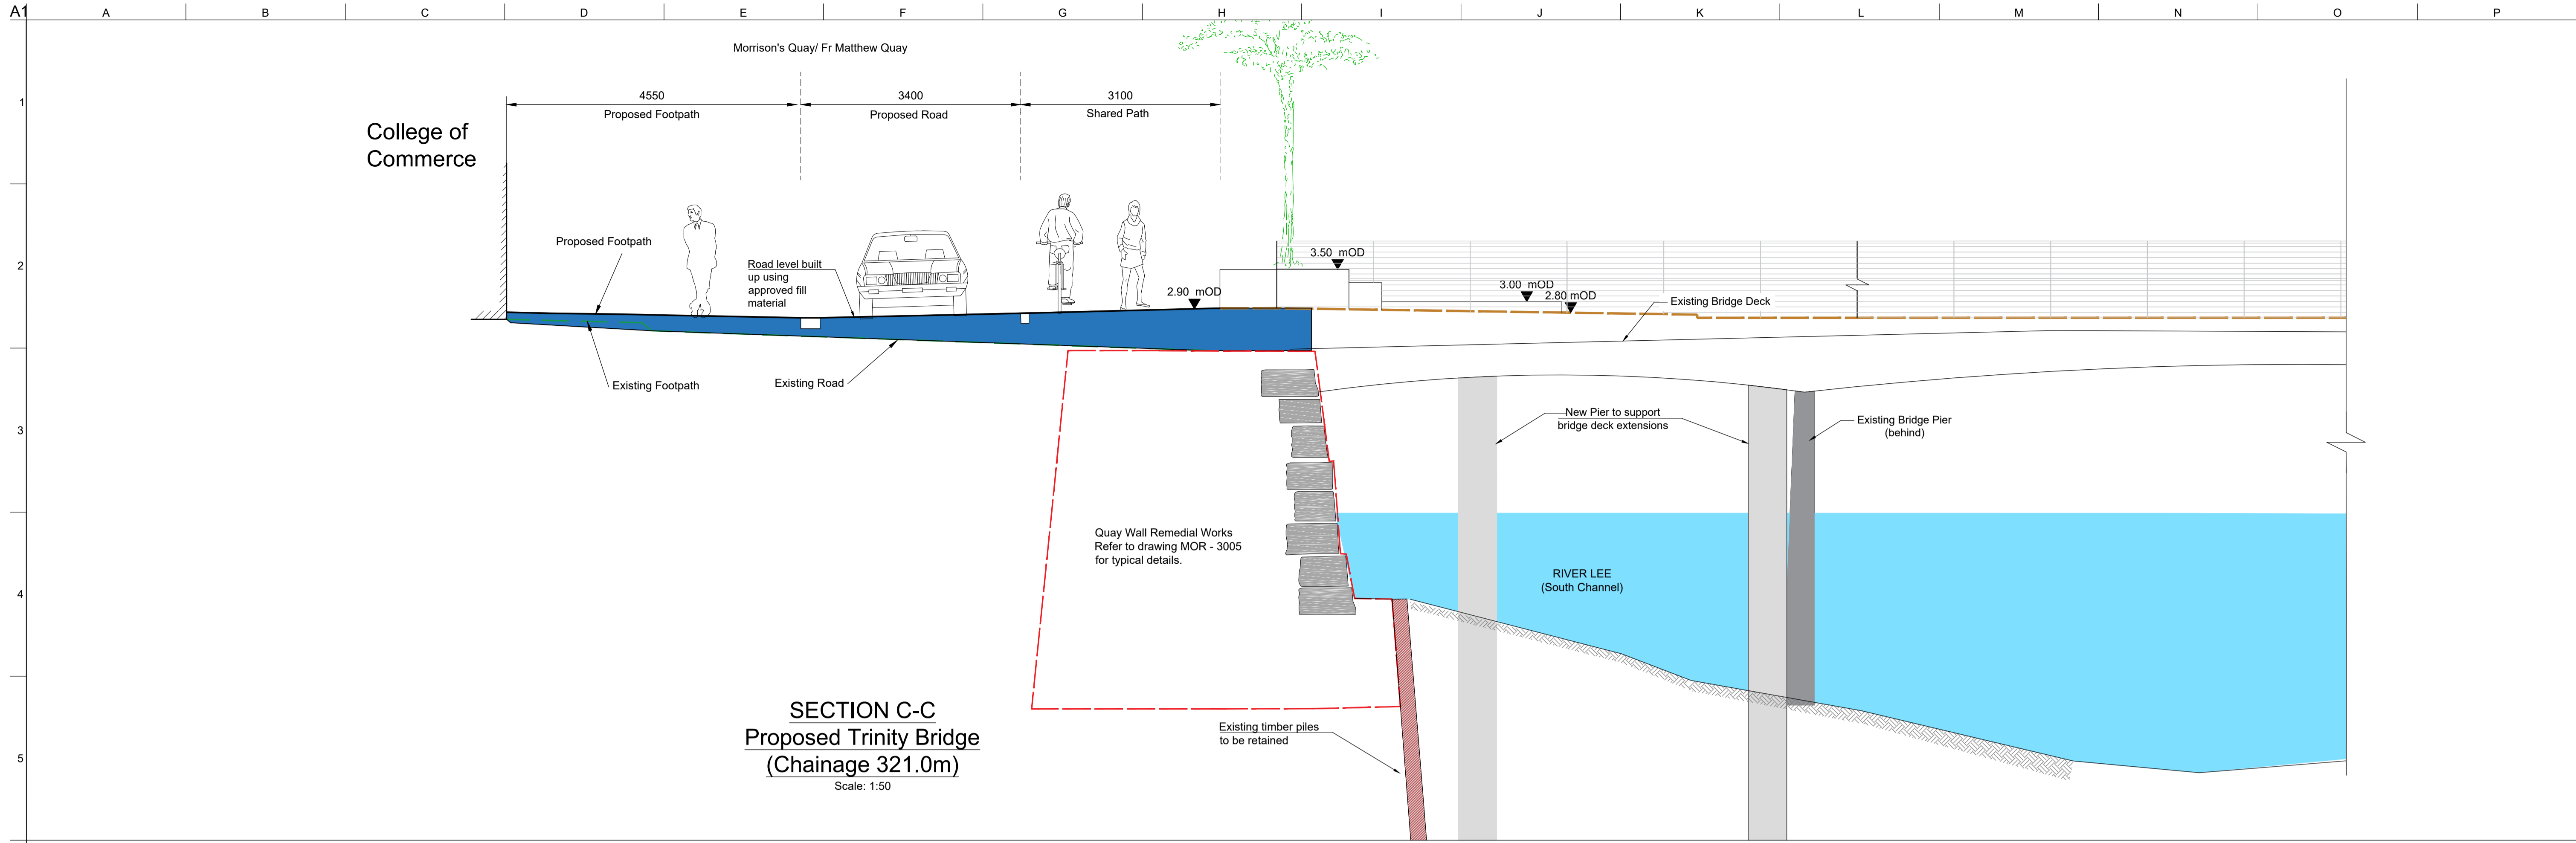 A1
A
B
C
D
E
F
G
H
I
J
K
L
M
N
O
P
1
2
3
4
5
Morrison's Quay/ Fr Matthew Quay
4550
Proposed Footpath
3400
Proposed Road
3100
Shared Path
College of
Commerce
Proposed Footpath
Road level built
up using
approved fill
material
2.90 mOD
3.50 mOD
3.00 mOD
2.80 mOD
Existing Bridge Deck
Existing Footpath
Existing Road
New Pier to support
bridge deck extensions
Existing Bridge Pier
(behind)
Quay Wall Remedial Works
Refer to drawing MOR - 3005
for typical details.
RIVER LEE
(South Channel)
Existing timber piles
to be retained
SECTION C-C
Proposed Trinity Bridge
(Chainage 321.0m)
Scale: 1:50